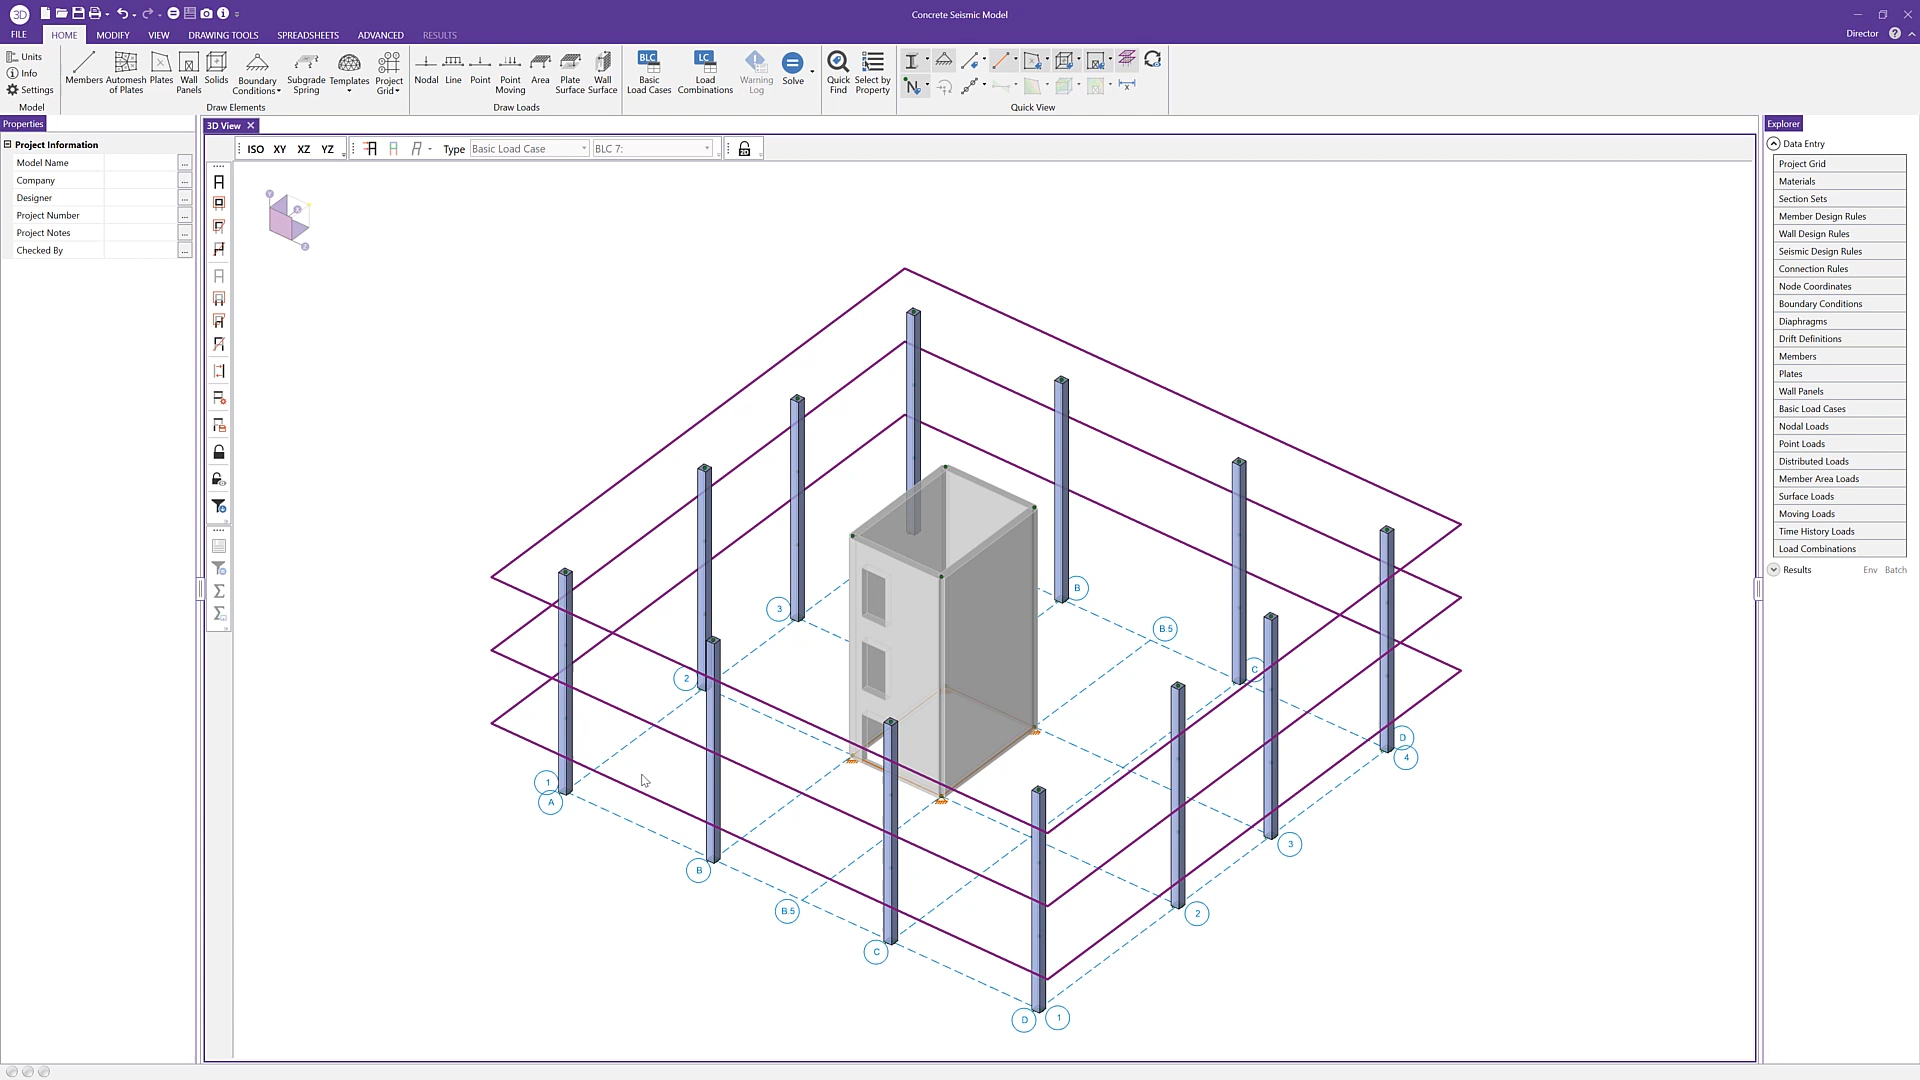 3D
Concrete Seismic Model
FILE HOME MODIFY VIEW DRAWING TOOLS SPREADSHEETS ADVANCED RESULTS
Director
Units
Info
Settings
Model
Members
Automesh of Plates
Plates
Wall Panels
Solids
Boundary Conditions
Subgrade Spring
Templates
Project Grid
Draw Elements
Nodal
Line
Point
Point Moving
Area
Plate Surface
Wall Surface
Draw Loads
BLC
Basic Load Cases
LC
Load Combinations
Warning Log
Solve
Quick Find
Select by Property
N
Quick View
Properties
Project Information
Model Name ...
Company ...
Designer ...
Project Number ...
Project Notes ...
Checked By ...
3D View
ISO XY XZ YZ Type Basic Load Case BLC 7:
Y
X
Z
3
B
B.5
2
C
D
4
1
A
3
B
B.5
2
C
D
1
Explorer
Data Entry
Project Grid
Materials
Section Sets
Member Design Rules
Wall Design Rules
Seismic Design Rules
Connection Rules
Node Coordinates
Boundary Conditions
Diaphragms
Drift Definitions
Members
Plates
Wall Panels
Basic Load Cases
Nodal Loads
Point Loads
Distributed Loads
Member Area Loads
Surface Loads
Moving Loads
Time History Loads
Load Combinations
Results Env Batch